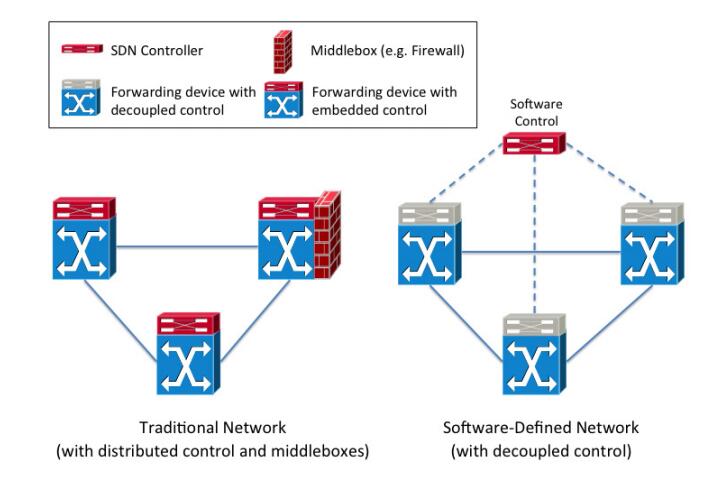 SDN Controller
Middlebox (e.g. Firewall)
Forwarding device with
decoupled control
Forwarding device with
embedded control
Software
Control
Traditional Network
(with distributed control and middleboxes)
Software-Defined Network
(with decoupled control)